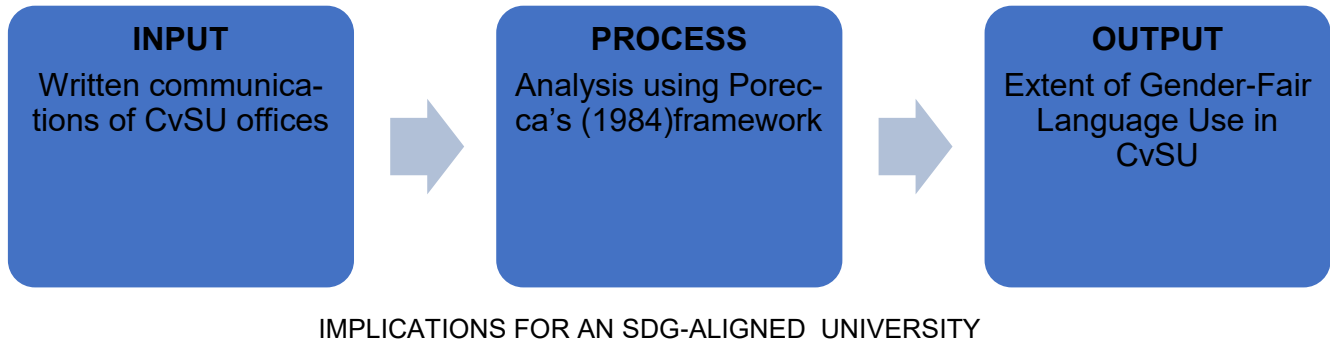 INPUT
Written communica-
tions of CvSU offices
PROCESS
Analysis using Porec-
ca’s (1984)framework
OUTPUT
Extent of Gender-Fair
Language Use in
CvSU
IMPLICATIONS FOR AN SDG-ALIGNED  UNIVERSITY